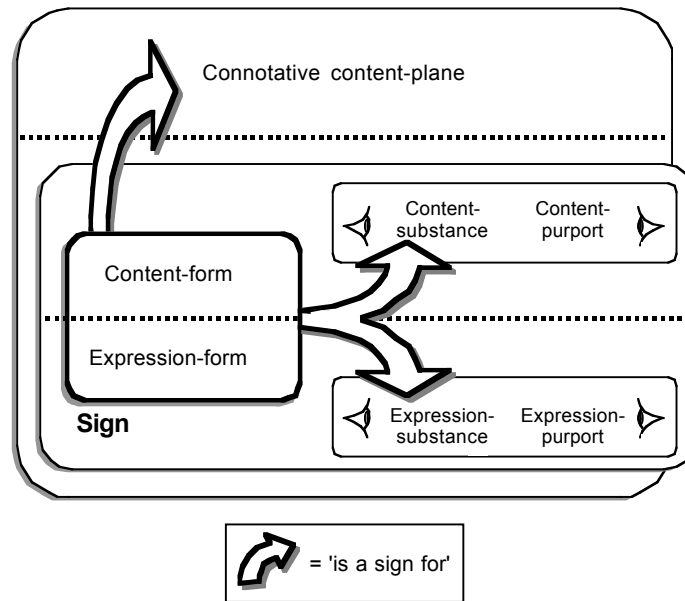 Connotative content-plane
Content-
substance
Content-
purport
Content-form
Expression-form
Sign
Expression-
substance
Expression-
purport
= 'is a sign for'